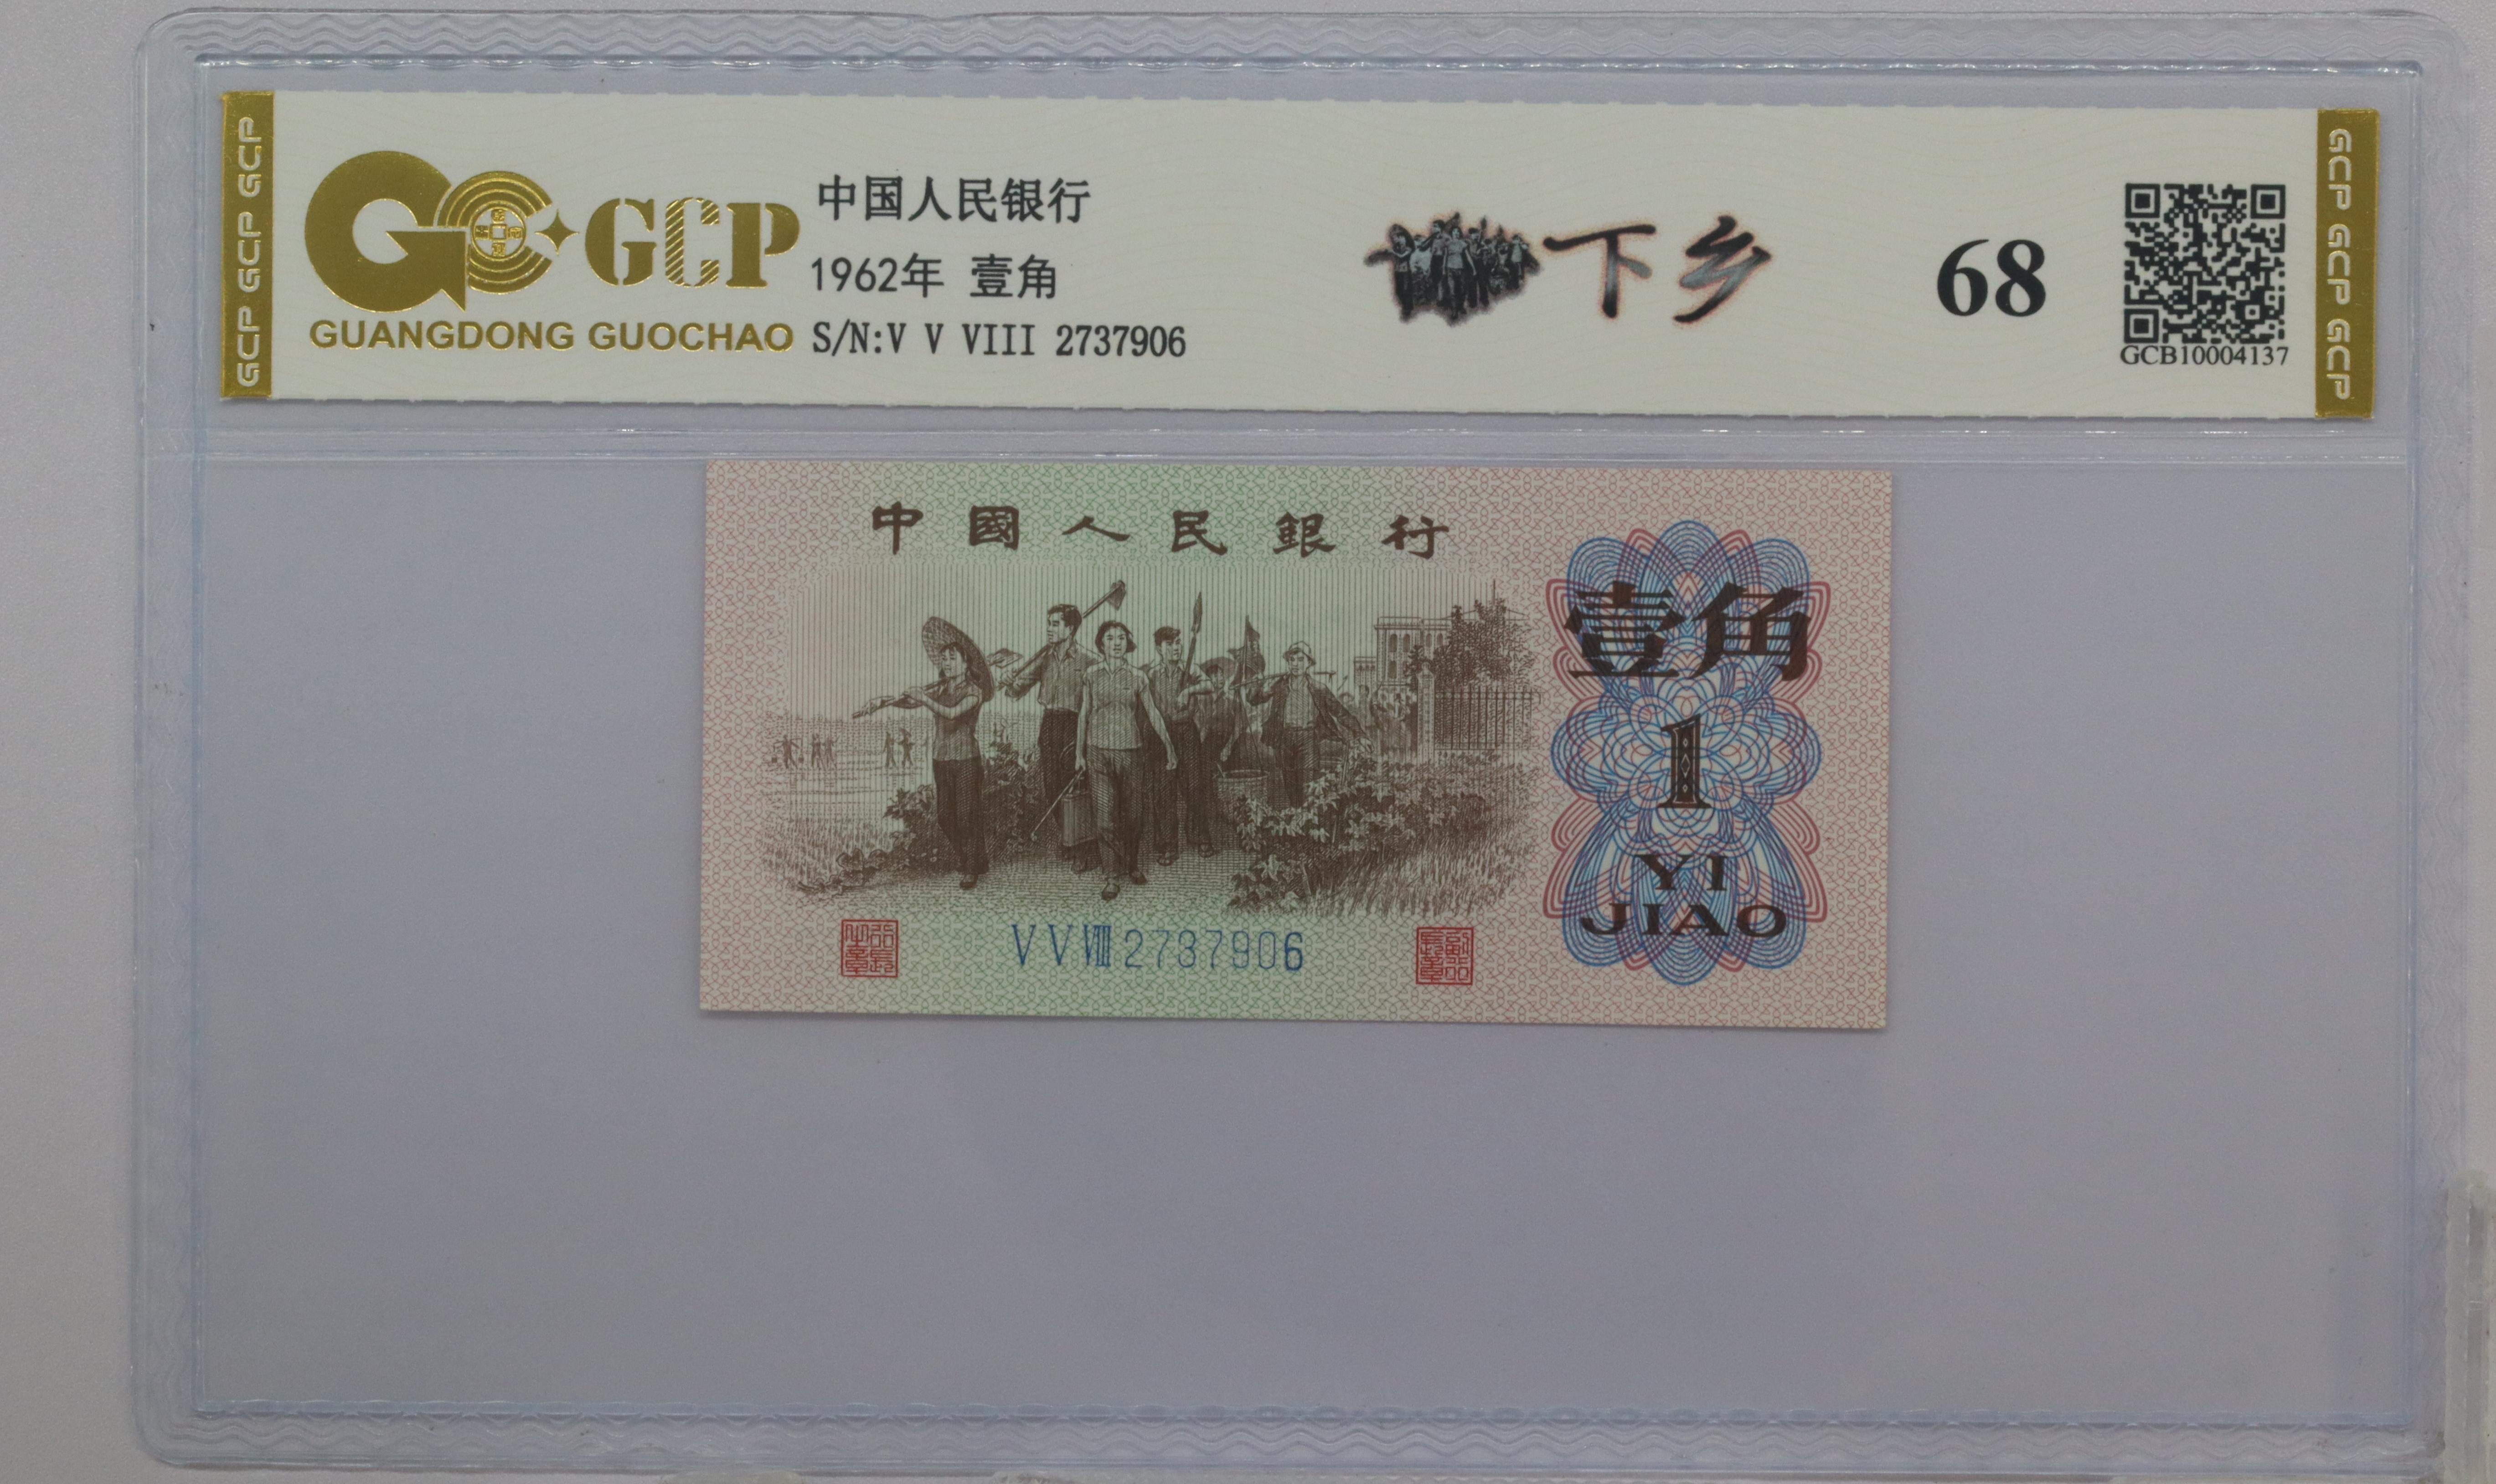 GCP GCP GCP
GCP
GUANGDONG GUOCHAO
中国人民银行
1962年 壹角
S/N:V V VIII 2737906
下乡
68
GCB10004137
GCP GCP GCP
中國人民銀行
壹角
1
YI
JIAO
V V VIII 2737906